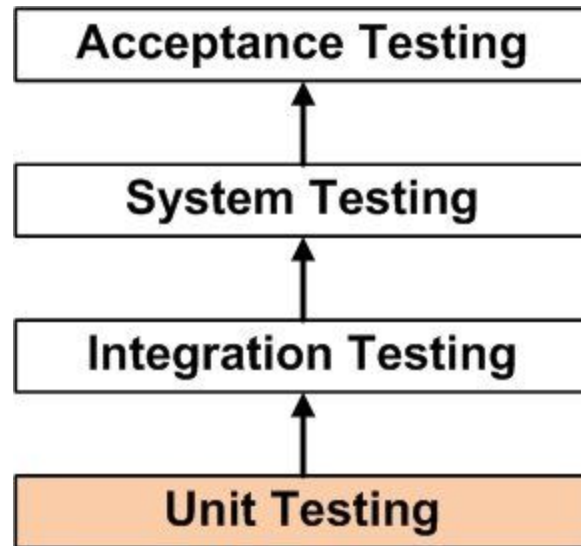 Acceptance Testing
System Testing
Integration Testing
Unit Testing